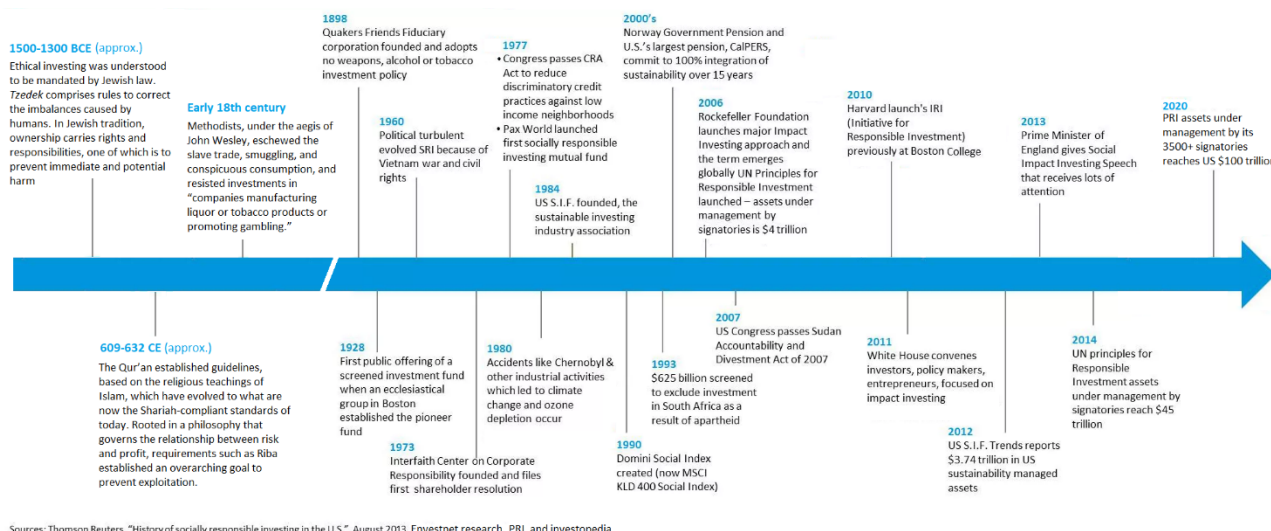 1500-1300 BCE (approx.)
Ethical investing was understood
to be mandated by Jewish law.
Tzedek comprises rules to correct
the imbalances caused by
humans. In Jewish tradition,
ownership carries rights and
responsibilities, one of which is to
prevent immediate and potential
harm
Early 18th century
Methodists, under the aegis of
John Wesley, eschewed the
slave trade, smuggling, and
conspicuous consumption, and
resisted investments in
“companies manufacturing
liquor or tobacco products or
promoting gambling.”
1898
Quakers Friends Fiduciary
corporation founded and adopts
no weapons, alcohol or tobacco
investment policy
1960
Political turbulent
evolved SRI because of
Vietnam war and civil
rights
1977
• Congress passes CRA
Act to reduce
discriminatory credit
practices against low
income neighborhoods
• Pax World launched
first socially responsible
investing mutual fund
1984
US S.I.F. founded, the
sustainable investing
industry association
2000's
Norway Government Pension and
U.S.'s largest pension, CalPERS,
commit to 100% integration of
sustainability over 15 years
2006
Rockefeller Foundation
launches major Impact
Investing approach and
the term emerges
globally UN Principles for
Responsible Investment
launched – assets under
management by
signatories is $4 trillion
2010
Harvard launch's IRI
(Initiative for
Responsible Investment)
previously at Boston College
2013
Prime Minister of
England gives Social
Impact Investing Speech
that receives lots of
attention
2020
PRI assets under
management by its
3500+ signatories
reaches US $100 trillion
609-632 CE (approx.)
The Qur'an established guidelines,
based on the religious teachings of
Islam, which have evolved to what are
now the Shariah-compliant standards of
today. Rooted in a philosophy that
governs the relationship between risk
and profit, requirements such as Riba
established an overarching goal to
prevent exploitation.
1928
First public offering of a
screened investment fund
when an ecclesiastical
group in Boston
established the pioneer
fund
1973
Interfaith Center on Corporate
Responsibility founded and files
first shareholder resolution
1980
Accidents like Chernobyl &
other industrial activities
which led to climate
change and ozone
depletion occur
1990
Domini Social Index
created (now MSCI
KLD 400 Social Index)
1993
$625 billion screened
to exclude investment
in South Africa as a
result of apartheid
2007
US Congress passes Sudan
Accountability and
Divestment Act of 2007
2011
White House convenes
investors, policy makers,
entrepreneurs, focused on
impact investing
2012
US S.I.F. Trends reports
$3.74 trillion in US
sustainability managed
assets
2014
UN principles for
Responsible
Investment assets
under management by
signatories reach $45
trillion
Sources: Thomson Reuters, “History of socially responsible investing in the U.S.”, August 2013, Envestnet research, PRI, and investopedia